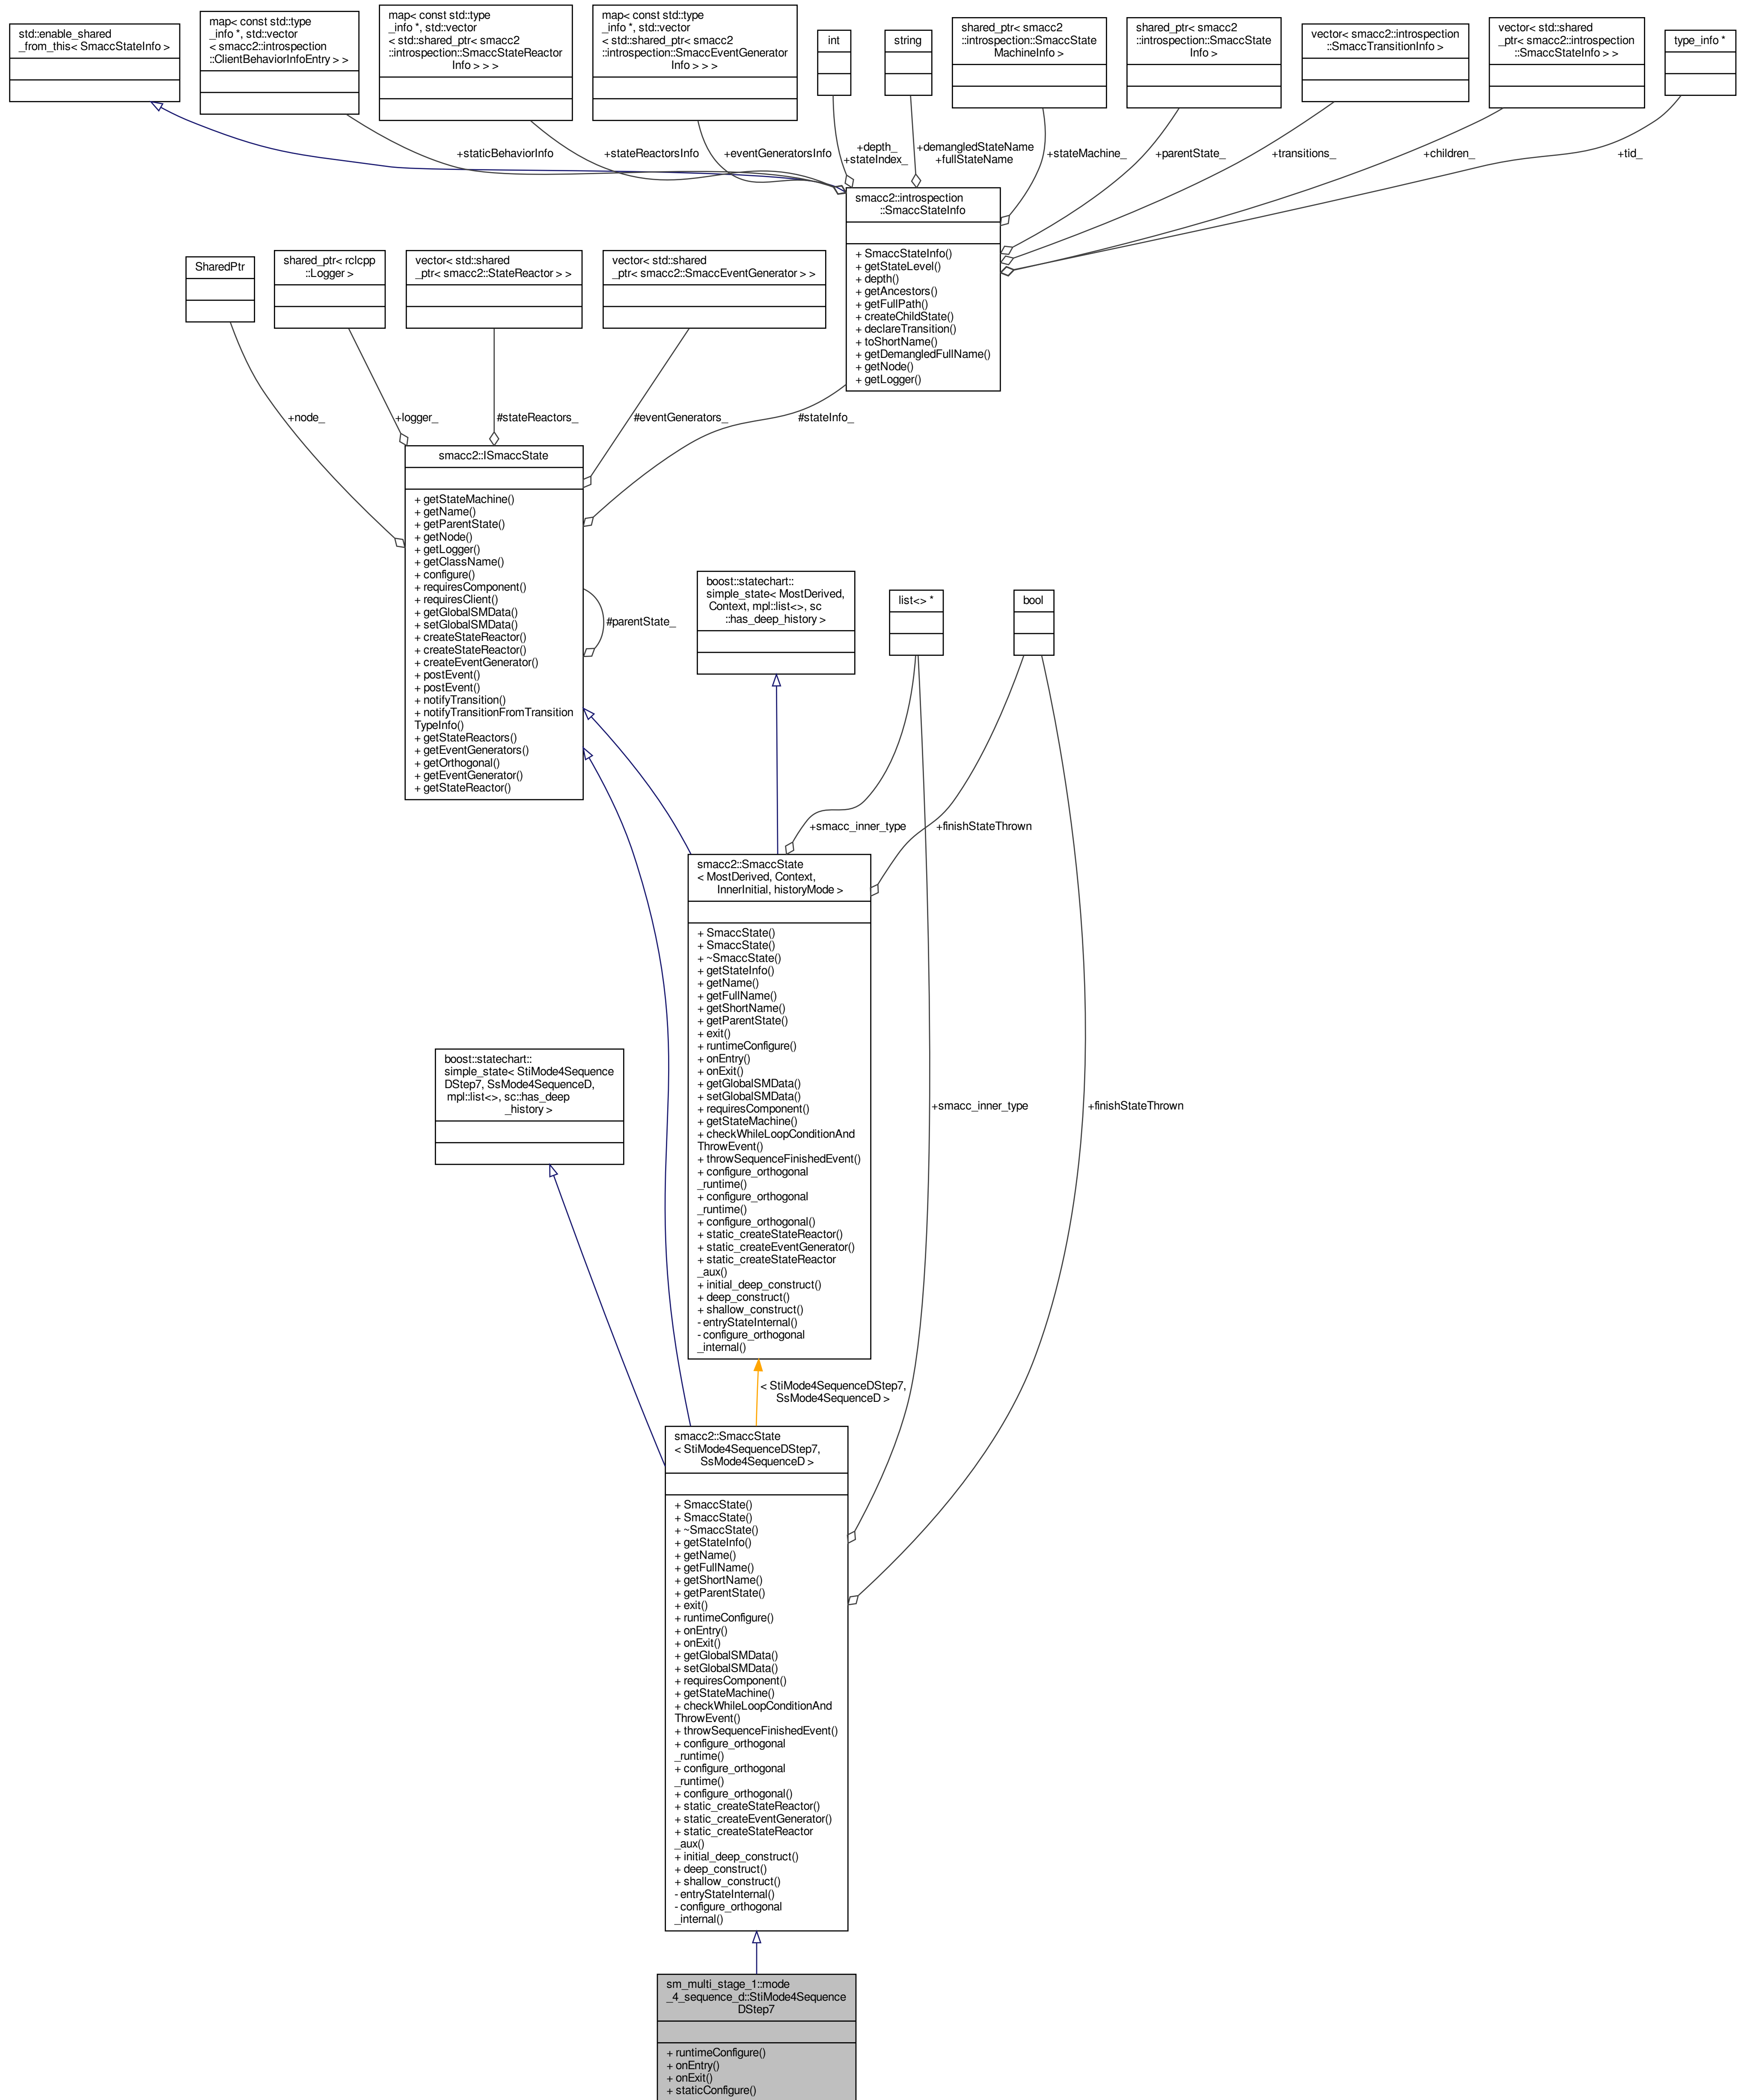 std::enable_shared
_from_this< SmaccStateInfo >
map< const std::type
_info *, std::vector
< smacc2::introspection
::ClientBehaviorInfoEntry > >
map< const std::type
_info *, std::vector
< std::shared_ptr< smacc2
::introspection::SmaccStateReactor
Info > > >
map< const std::type
_info *, std::vector
< std::shared_ptr< smacc2
::introspection::SmaccEventGenerator
Info > > >
int
string
shared_ptr< smacc2
::introspection::SmaccState
MachineInfo >
shared_ptr< smacc2
::introspection::SmaccState
Info >
vector< smacc2::introspection
::SmaccTransitionInfo >
vector< std::shared
_ptr< smacc2::introspection
::SmaccStateInfo > >
type_info *
+staticBehaviorInfo
+stateReactorsInfo
+eventGeneratorsInfo
+depth_
+stateIndex_
+demangledStateName
+fullStateName
+stateMachine_
+parentState_
+transitions_
+children_
+tid_
smacc2::introspection
::SmaccStateInfo
+ SmaccStateInfo()
+ getStateLevel()
+ depth()
+ getAncestors()
+ getFullPath()
+ createChildState()
+ declareTransition()
+ toShortName()
+ getDemangledFullName()
+ getNode()
+ getLogger()
SharedPtr
shared_ptr< rclcpp
::Logger >
vector< std::shared
_ptr< smacc2::StateReactor > >
vector< std::shared
_ptr< smacc2::SmaccEventGenerator > >
+node_
+logger_
#stateReactors_
#eventGenerators_
#stateInfo_
smacc2::ISmaccState
+ getStateMachine()
+ getName()
+ getParentState()
+ getNode()
+ getLogger()
+ getClassName()
+ configure()
+ requiresComponent()
+ requiresClient()
+ getGlobalSMData()
+ setGlobalSMData()
+ createStateReactor()
+ createStateReactor()
+ createEventGenerator()
+ postEvent()
+ postEvent()
+ notifyTransition()
+ notifyTransitionFromTransition
TypeInfo()
+ getStateReactors()
+ getEventGenerators()
+ getOrthogonal()
+ getEventGenerator()
+ getStateReactor()
#parentState_
boost::statechart::
simple_state< MostDerived,
Context, mpl::list<>, sc
::has_deep_history >
list<> *
bool
+smacc_inner_type
+finishStateThrown
smacc2::SmaccState
< MostDerived, Context,
InnerInitial, historyMode >
+ SmaccState()
+ SmaccState()
+ ~SmaccState()
+ getStateInfo()
+ getName()
+ getFullName()
+ getShortName()
+ getParentState()
+ exit()
+ runtimeConfigure()
+ onEntry()
+ onExit()
+ getGlobalSMData()
+ setGlobalSMData()
+ requiresComponent()
+ getStateMachine()
+ checkWhileLoopConditionAnd
ThrowEvent()
+ throwSequenceFinishedEvent()
+ configure_orthogonal
_runtime()
+ configure_orthogonal
_runtime()
+ configure_orthogonal()
+ static_createStateReactor()
+ static_createEventGenerator()
+ static_createStateReactor
_aux()
+ initial_deep_construct()
+ deep_construct()
+ shallow_construct()
- entryStateInternal()
- configure_orthogonal
_internal()
boost::statechart::
simple_state< StiMode4Sequence
DStep7, SsMode4SequenceD,
mpl::list<>, sc::has_deep
_history >
+smacc_inner_type
+finishStateThrown
< StiMode4SequenceDStep7,
SsMode4SequenceD >
smacc2::SmaccState
< StiMode4SequenceDStep7,
SsMode4SequenceD >
+ SmaccState()
+ SmaccState()
+ ~SmaccState()
+ getStateInfo()
+ getName()
+ getFullName()
+ getShortName()
+ getParentState()
+ exit()
+ runtimeConfigure()
+ onEntry()
+ onExit()
+ getGlobalSMData()
+ setGlobalSMData()
+ requiresComponent()
+ getStateMachine()
+ checkWhileLoopConditionAnd
ThrowEvent()
+ throwSequenceFinishedEvent()
+ configure_orthogonal
_runtime()
+ configure_orthogonal
_runtime()
+ configure_orthogonal()
+ static_createStateReactor()
+ static_createEventGenerator()
+ static_createStateReactor
_aux()
+ initial_deep_construct()
+ deep_construct()
+ shallow_construct()
- entryStateInternal()
- configure_orthogonal
_internal()
sm_multi_stage_1::mode
_4_sequence_d::StiMode4Sequence
DStep7
+ runtimeConfigure()
+ onEntry()
+ onExit()
+ staticConfigure()